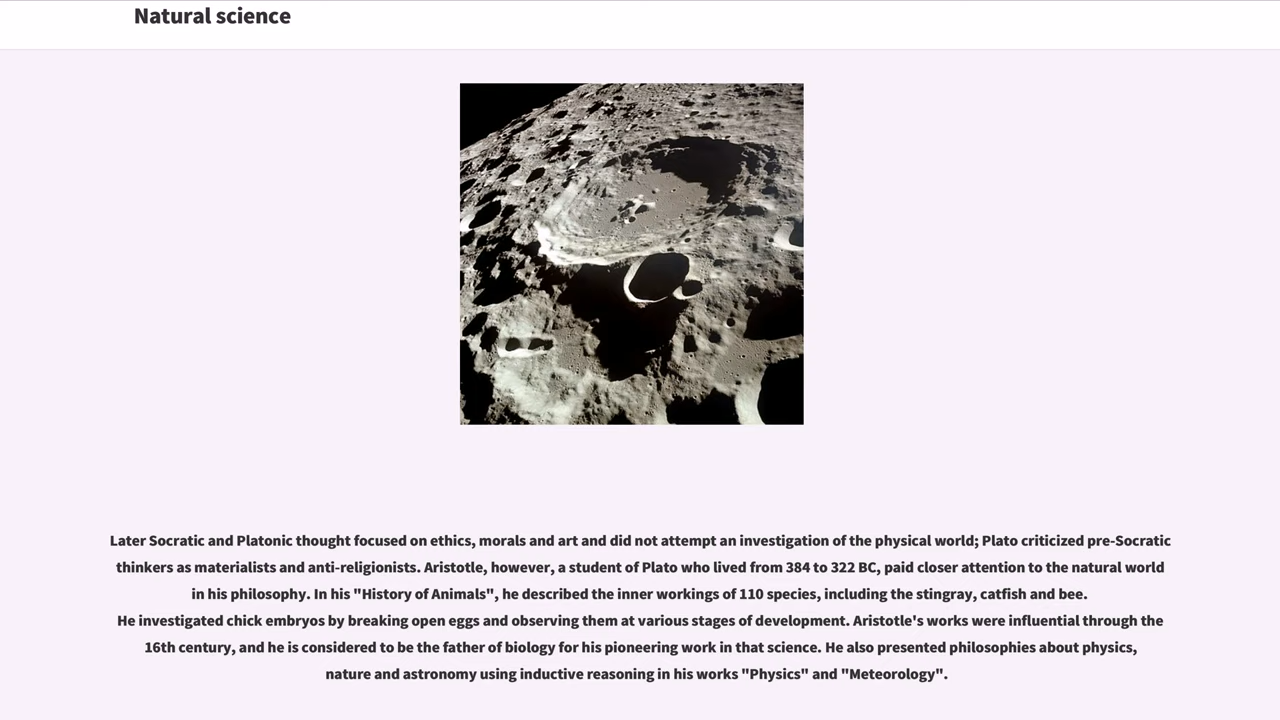 Natural science
Later Socratic and Platonic thought focused on ethics, morals and art and did not attempt an investigation of the physical world; Plato criticized pre-Socratic
thinkers as materialists and anti-religionists. Aristotle, however, a student of Plato who lived from 384 to 322 BC, paid closer attention to the natural world
in his philosophy. In his "History of Animals", he described the inner workings of 110 species, including the stingray, catfish and bee.
He investigated chick embryos by breaking open eggs and observing them at various stages of development. Aristotle's works were influential through the
16th century, and he is considered to be the father of biology for his pioneering work in that science. He also presented philosophies about physics,
nature and astronomy using inductive reasoning in his works "Physics" and "Meteorology".